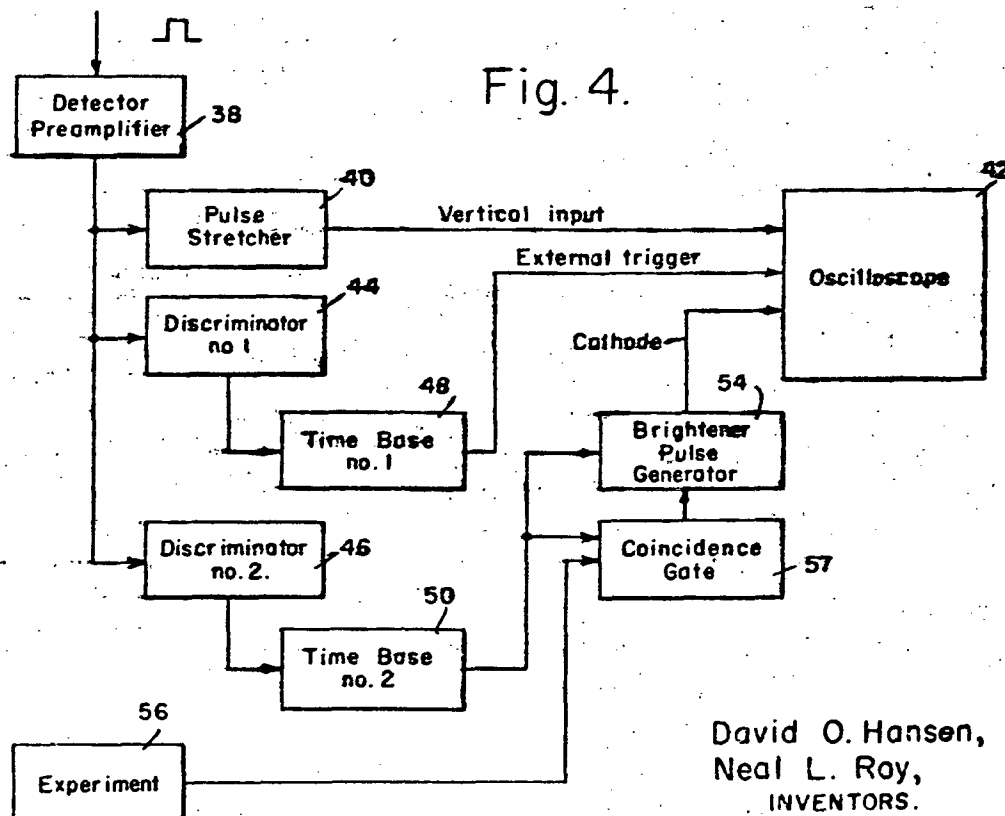 Fig. 4.
Detector
Preamplifier
38
40
Pulse
Stretcher
Vertical input
42
Oscilloscope
External trigger
44
Discriminator
no 1
Cathode
48
Time Base
no. 1
54
Brightener
Pulse
Generator
Discriminator
no. 2.
46
Coincidence
Gate
57
50
Time Base
no. 2
56
Experiment
David O. Hansen,
Neal L. Roy,
INVENTORS.